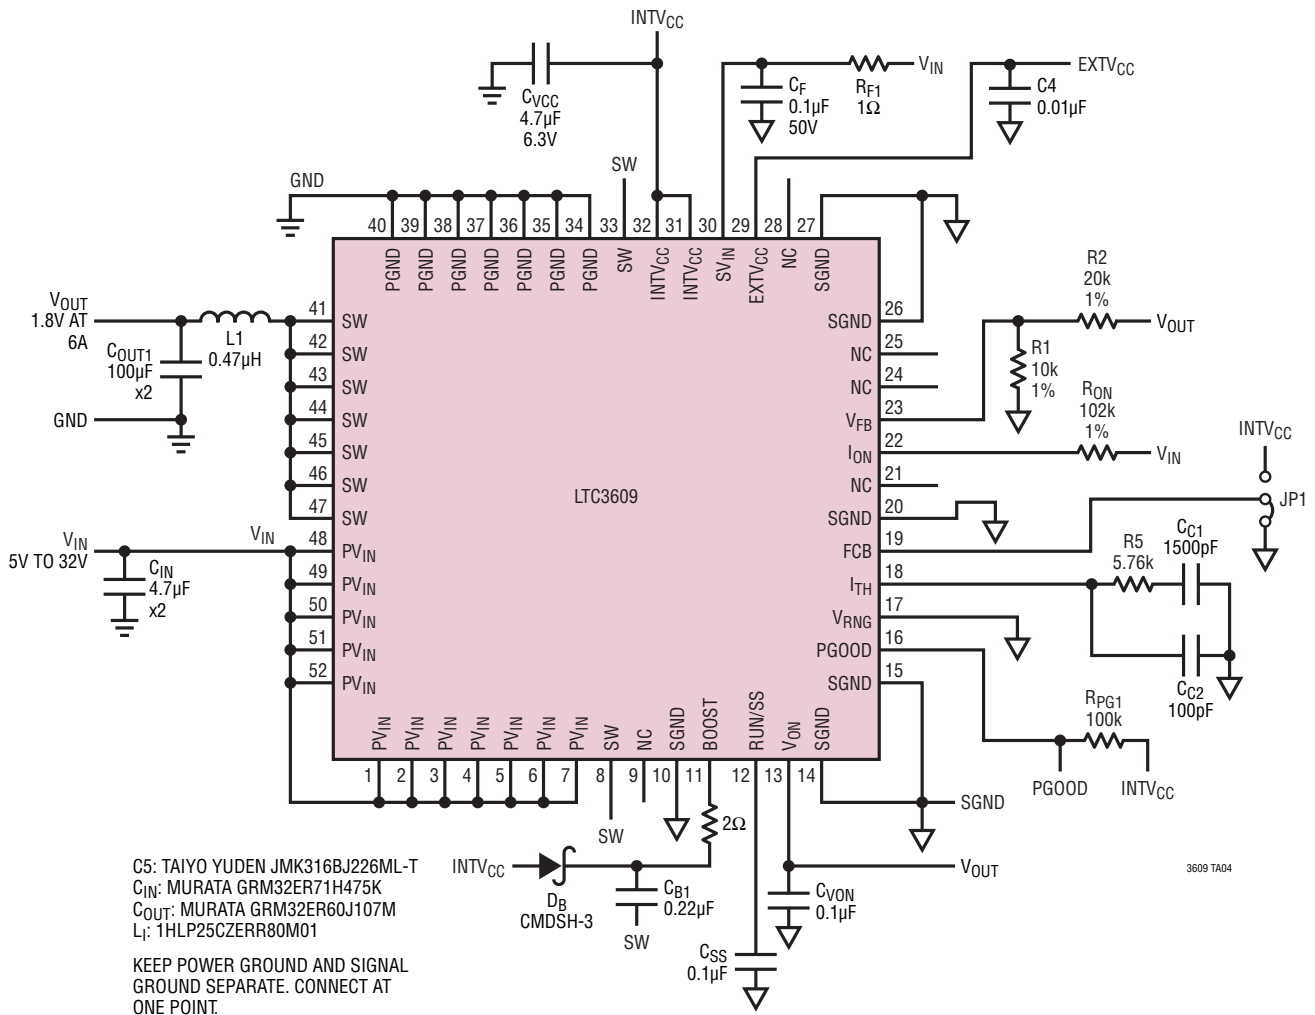 INTVCC
CVCC
4.7µF
6.3V
CF
0.1µF
50V
RF1
1Ω
VIN
EXTVCC
C4
0.01µF
GND
SW
40 39 38 37 36 35 34 33 32 31 30 29 28 27
PGND PGND PGND PGND PGND PGND PGND SW INTVCC INTVCC SVIN EXTVCC NC SGND
VOUT
1.8V AT
6A
COUT1
100µF
x2
L1
0.47µH
GND
VIN
5V TO 32V
VIN
CIN
4.7µF
x2
41 SW
42 SW
43 SW
44 SW
45 SW
46 SW
47 SW
48 PVIN
49 PVIN
50 PVIN
51 PVIN
52 PVIN
LTC3609
SGND 26
NC 25
NC 24
VFB 23
ION 22
NC 21
SGND 20
FCB 19
ITH 18
VRNG 17
PGOOD 16
SGND 15
R2
20k
1%
VOUT
R1
10k
1%
RON
102k
1%
VIN
INTVCC
JP1
R5
5.76k
CC1
1500pF
CC2
100pF
RPG1
100k
PGOOD
INTVCC
PVIN PVIN PVIN PVIN PVIN PVIN PVIN SW NC SGND BOOST RUN/SS VON SGND
1 2 3 4 5 6 7 8 9 10 11 12 13 14
SW
2Ω
SGND
INTVCC
DB
CMDSH-3
CB1
0.22µF
SW
VOUT
CVON
0.1µF
CSS
0.1µF
3609 TA04
C5: TAIYO YUDEN JMK316BJ226ML-T
CIN: MURATA GRM32ER71H475K
COUT: MURATA GRM32ER60J107M
LI: 1HLP25CZERR80M01
KEEP POWER GROUND AND SIGNAL
GROUND SEPARATE. CONNECT AT
ONE POINT.